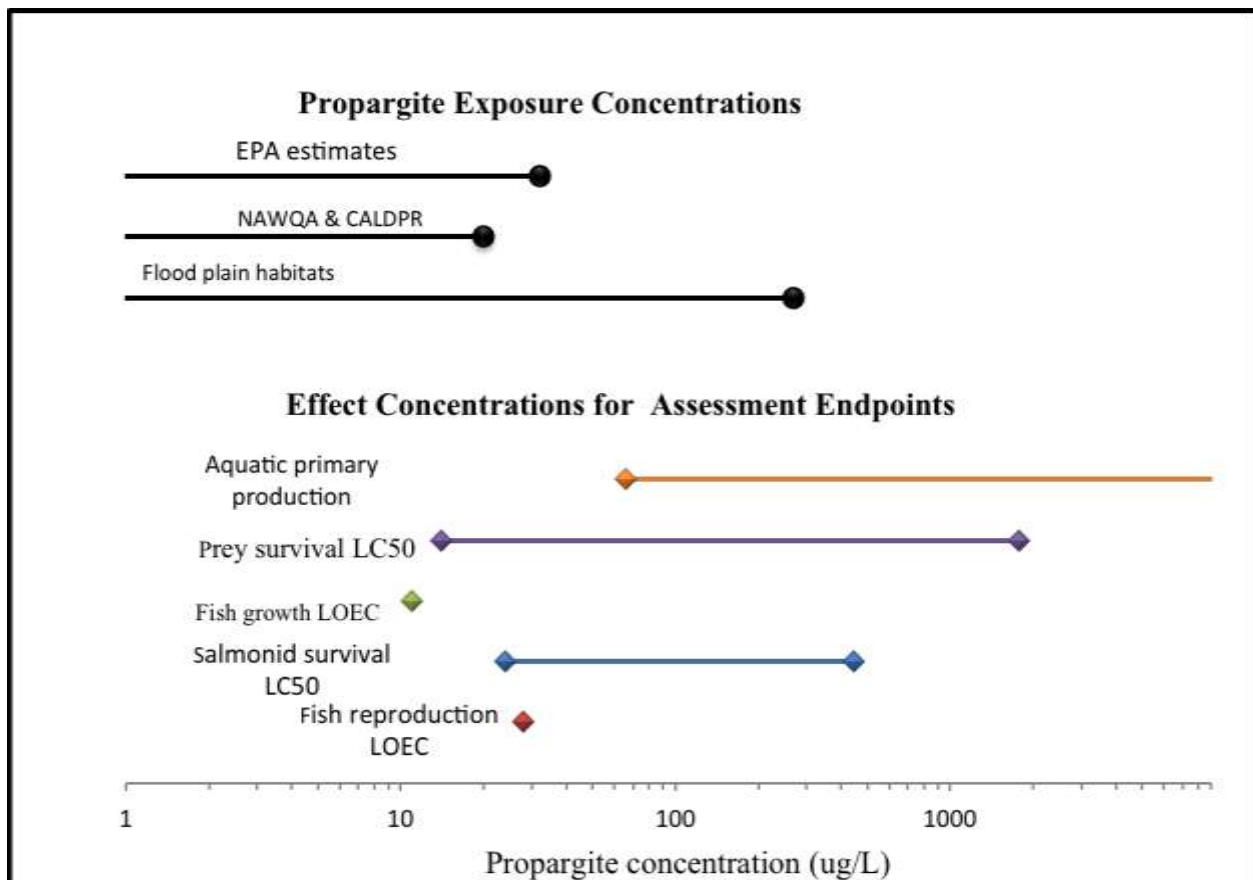 Propargite Exposure Concentrations
EPA estimates
NAWQA & CALDPR
Flood plain habitats
Effect Concentrations for Assessment Endpoints
Aquatic primary
production
Prey survival LC50
Fish growth LOEC
Salmonid survival
LC50
Fish reproduction
LOEC
1 10 100 1000
Propargite concentration (ug/L)